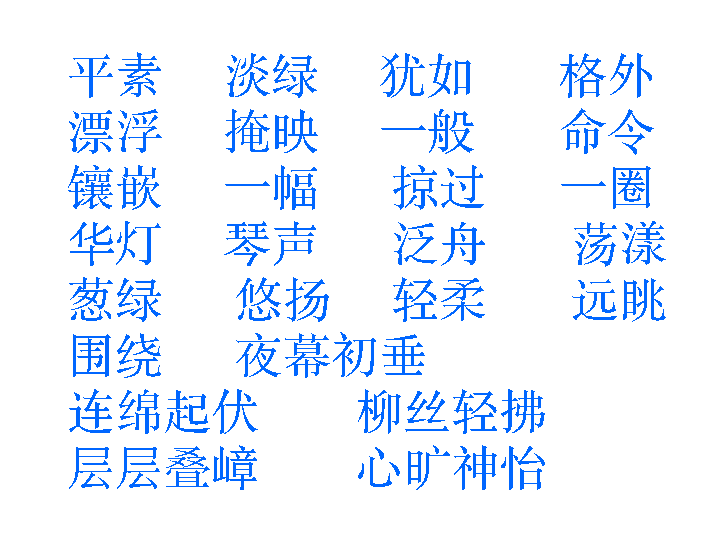 平素 淡绿 犹如 格外
漂浮 掩映 一般 命令
镶嵌 一幅 掠过 一圈
华灯 琴声 泛舟 荡漾
葱绿 悠扬 轻柔 远眺
围绕 夜幕初垂
连绵起伏 柳丝轻拂
层层叠嶂 心旷神怡